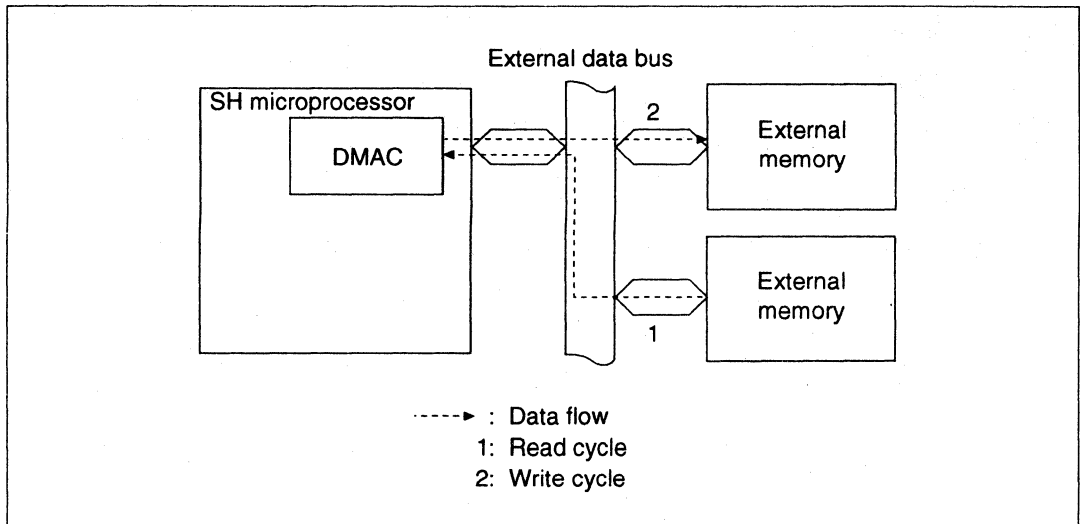 External data bus
SH microprocessor
DMAC
2
External
memory
External
memory
1
: Data flow
1: Read cycle
2: Write cycle